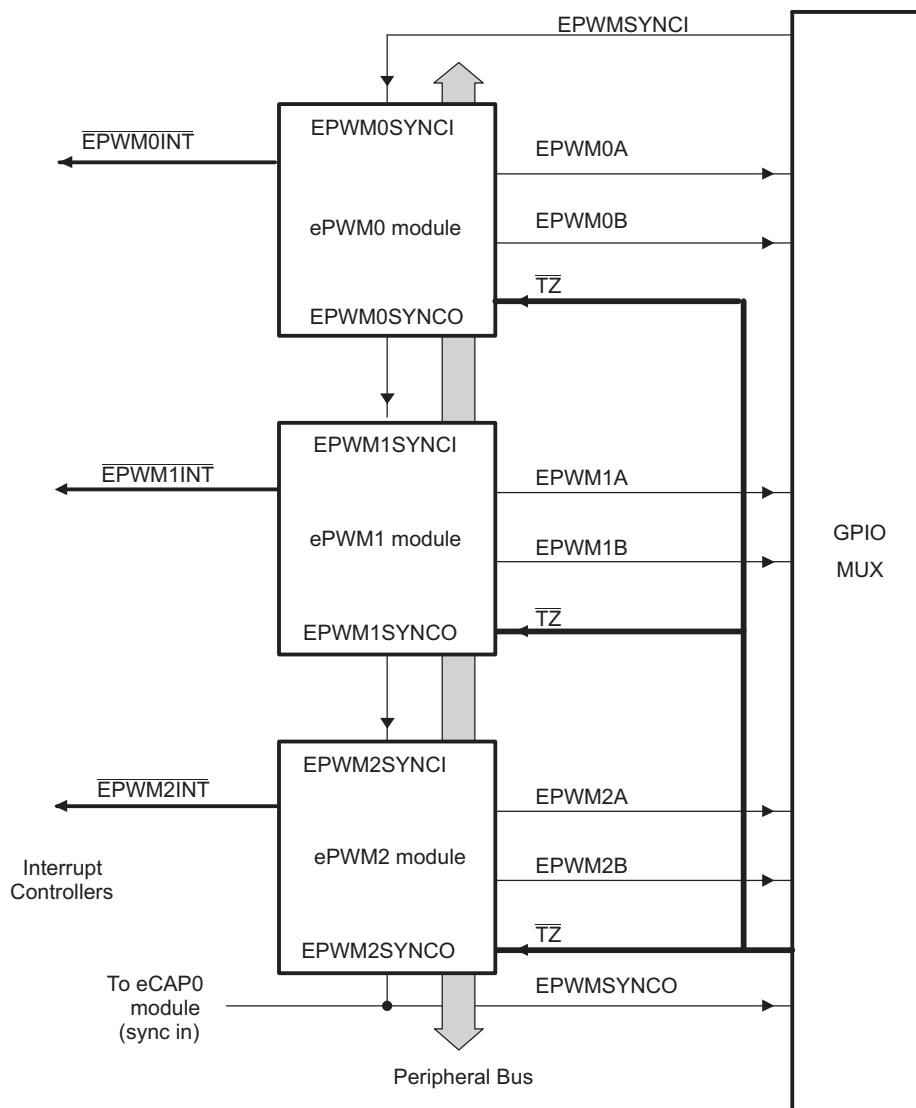 EPWMSYNCI
EPWM0SYNCI
EPWM0INT
EPWM0A
ePWM0 module
EPWM0B
TZ
EPWM0SYNCO
EPWM1SYNCI
EPWM1INT
EPWM1A
ePWM1 module
EPWM1B
GPIO
MUX
TZ
EPWM1SYNCO
EPWM2SYNCI
EPWM2INT
EPWM2A
ePWM2 module
EPWM2B
Interrupt
Controllers
TZ
EPWM2SYNCO
To eCAP0
module
(sync in)
EPWMSYNCO
Peripheral Bus